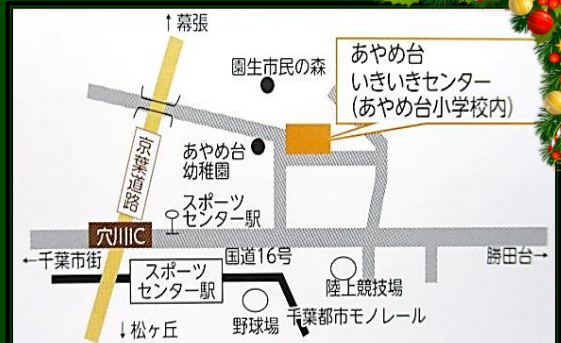 ↑幕張
園生市民の森
あやめ台
いきいきセンター
(あやめ台小学校内)
京葉道路
あやめ台
幼稚園
スポーツ
センター駅
穴川IC
←千葉市街
国道16号
勝田台→
スポーツ
センター駅
陸上競技場
野球場
千葉都市モノレール
↓松ヶ丘